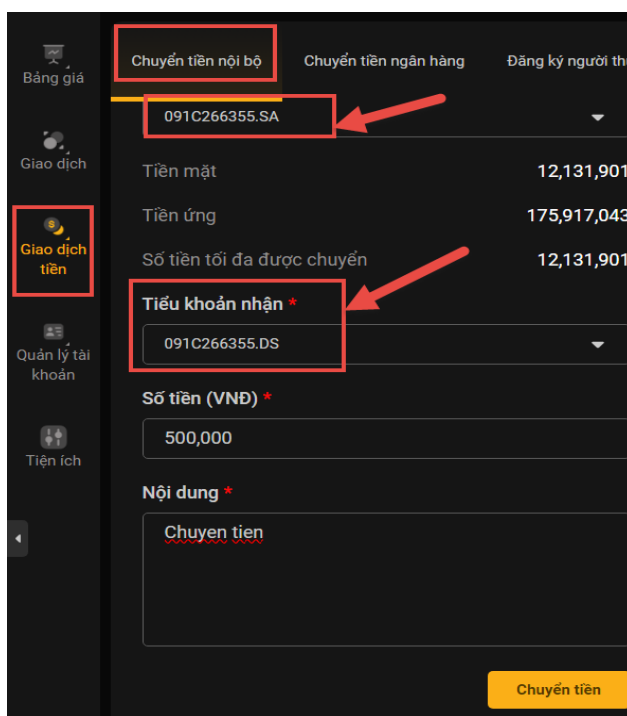 Chuyển tiền nội bộ
Chuyển tiền ngân hàng
Đăng ký người
Bảng giá
091C266355.SA
Giao dịch
Tiền mặt
12,131,901
Tiền ứng
175,917,043
Giao dịch
tiền
Số tiền tối đa được chuyển
12,131,901
Tiểu khoản nhận *
091C266355.DS
Quản lý tài
khoản
Số tiền (VNĐ) *
500,000
Tiện ích
Nội dung *
Chuyen tien
Chuyển tiền